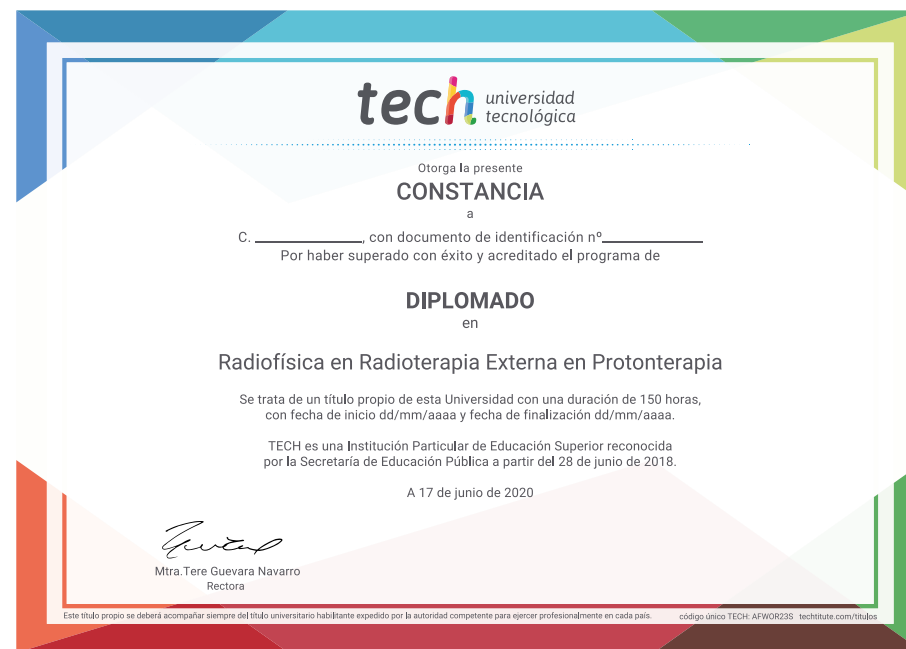 tech universidad
tecnológica
Otorga la presente
CONSTANCIA
a
C. ____________, con documento de identificación nº____________
Por haber superado con éxito y acreditado el programa de
DIPLOMADO
en
Radiofísica en Radioterapia Externa en Protonterapia
Se trata de un título propio de esta Universidad con una duración de 150 horas,
con fecha de inicio dd/mm/aaaa y fecha de finalización dd/mm/aaaa.
TECH es una Institución Particular de Educación Superior reconocida
por la Secretaría de Educación Pública a partir del 28 de junio de 2018.
A 17 de junio de 2020
Mtra.Tere Guevara Navarro
Rectora
Este título propio se deberá acompañar siempre del título universitario habilitante expedido por la autoridad competente para ejercer profesionalmente en cada país. código único TECH: AFWOR23S techtitute.com/titulos